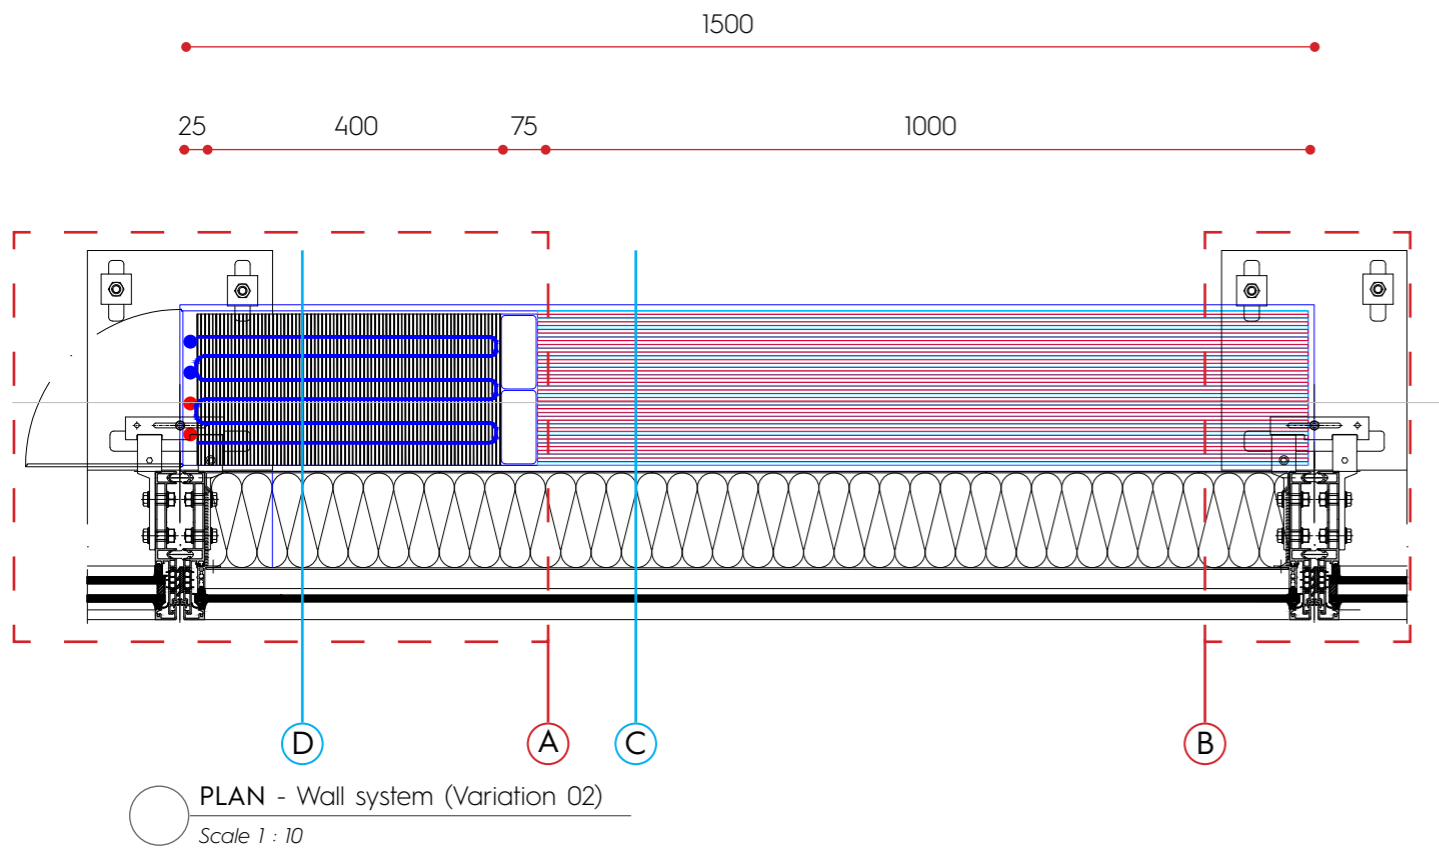 1500
25 400 75 1000
D A C B
PLAN - Wall system (Variation 02)
Scale 1 : 10